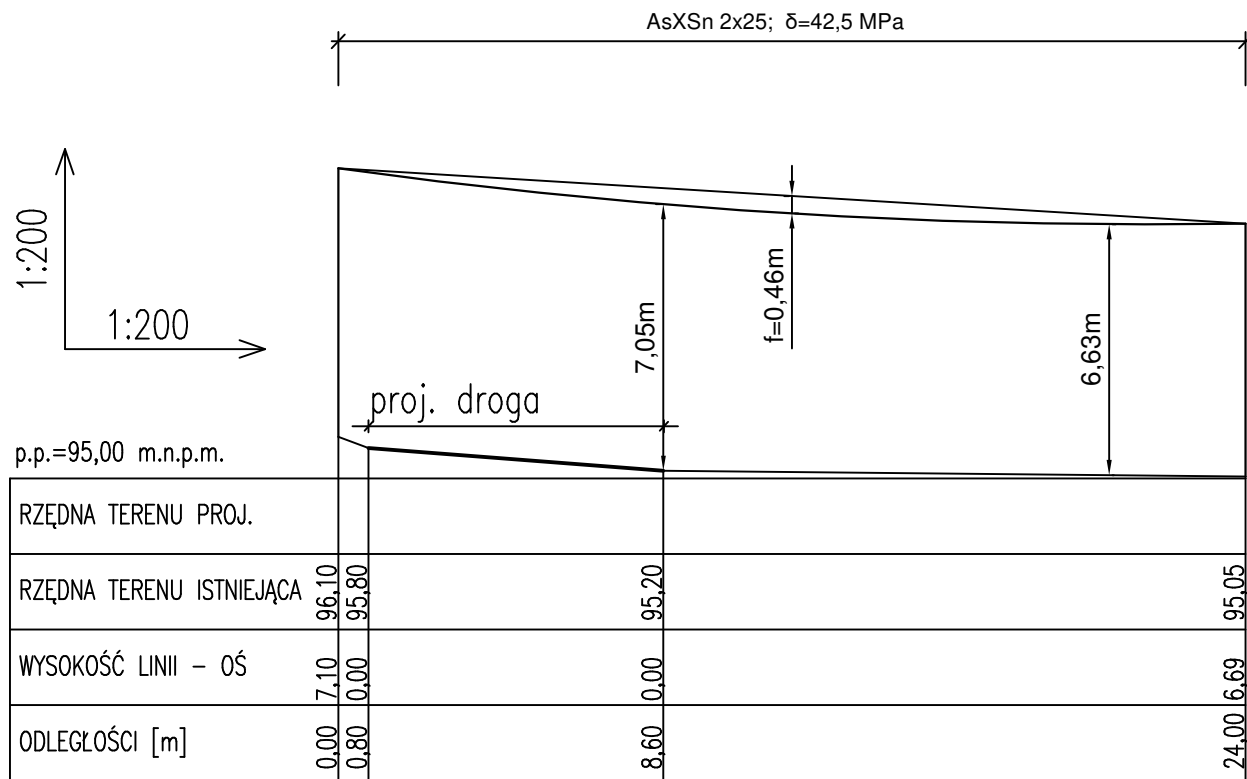 AsXSn 2x25; δ=42,5 MPa
1:200
1:200
7,05m
f=0,46m
6,63m
proj. droga
p.p.=95,00 m.n.p.m.
RZĘDNA TERENU PROJ.
RZĘDNA TERENU ISTNIEJĄCA 96,10 95,80 95,20 95,05
WYSOKOŚĆ LINII – OŚ 7,10 0,00 0,00 6,69
ODLEGŁOŚCI [m] 0,00 0,80 8,60 24,00